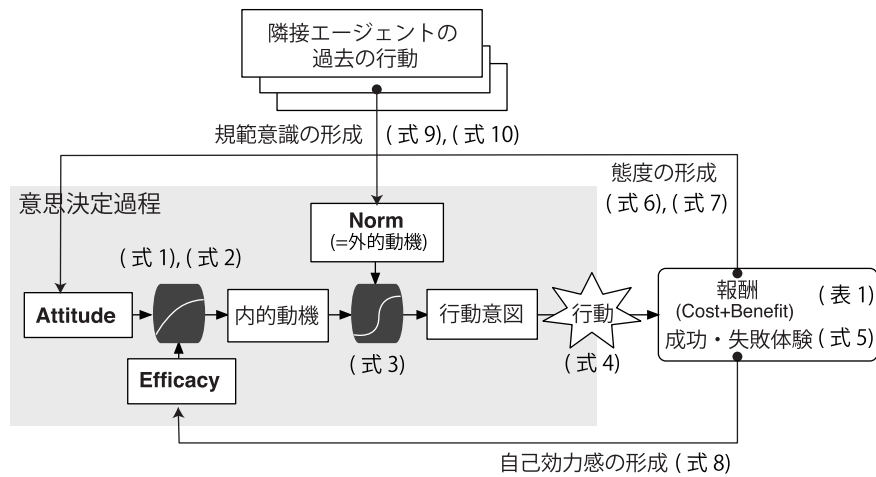 隣接エージェントの
過去の行動
規範意識の形成 ( 式 9), ( 式 10)
態度の形成
( 式 6), ( 式 7)
意思決定過程
Norm
(=外的動機)
( 式 1), ( 式 2)
Attitude
内的動機
行動意図
行動
報酬 ( 表 1)
(Cost+Benefit)
成功・失敗体験 ( 式 5)
( 式 3)
( 式 4)
Efficacy
自己効力感の形成 ( 式 8)